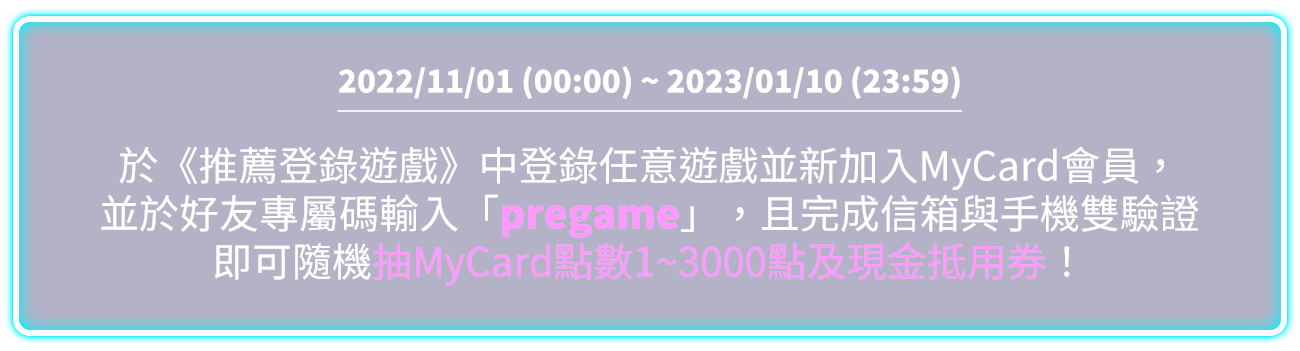 2022/11/01 (00:00) ~ 2023/01/10 (23:59)
於《推薦登錄遊戲》中登錄任意遊戲並新加入MyCard會員，
並於好友專屬碼輸入「pregame」，且完成信箱與手機雙驗證
即可隨機抽MyCard點數1~3000點及現金抵用券！